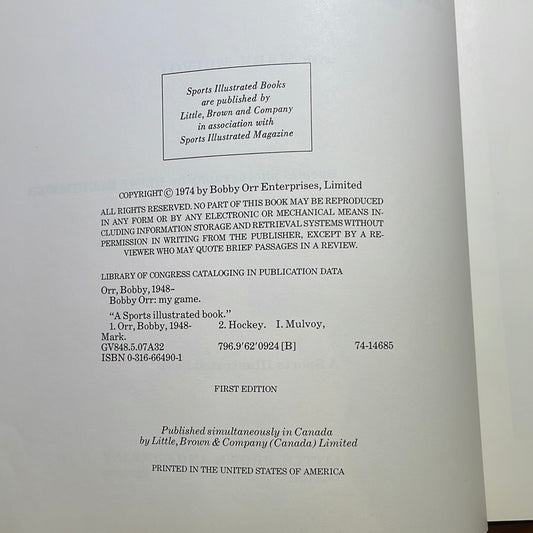 Sports Illustrated Books
are published by
Little, Brown and Company
in association with
Sports Illustrated Magazine
COPYRIGHT © 1974 by Bobby Orr Enterprises, Limited
ALL RIGHTS RESERVED. NO PART OF THIS BOOK MAY BE REPRODUCED
IN ANY FORM OR BY ANY ELECTRONIC OR MECHANICAL MEANS IN-
CLUDING INFORMATION STORAGE AND RETRIEVAL SYSTEMS WITHOUT
PERMISSION IN WRITING FROM THE PUBLISHER, EXCEPT BY A RE-
VIEWER WHO MAY QUOTE BRIEF PASSAGES IN A REVIEW.
LIBRARY OF CONGRESS CATALOGING IN PUBLICATION DATA
Orr, Bobby, 1948–
Bobby Orr: my game.
"A Sports illustrated book."
1. Orr, Bobby, 1948- 2. Hockey. I. Mulvoy,
Mark.
GV848.5.O7A32 796.9'62'0924 [B] 74-14685
ISBN 0-316-66490-1
FIRST EDITION
Published simultaneously in Canada
by Little, Brown & Company (Canada) Limited
PRINTED IN THE UNITED STATES OF AMERICA